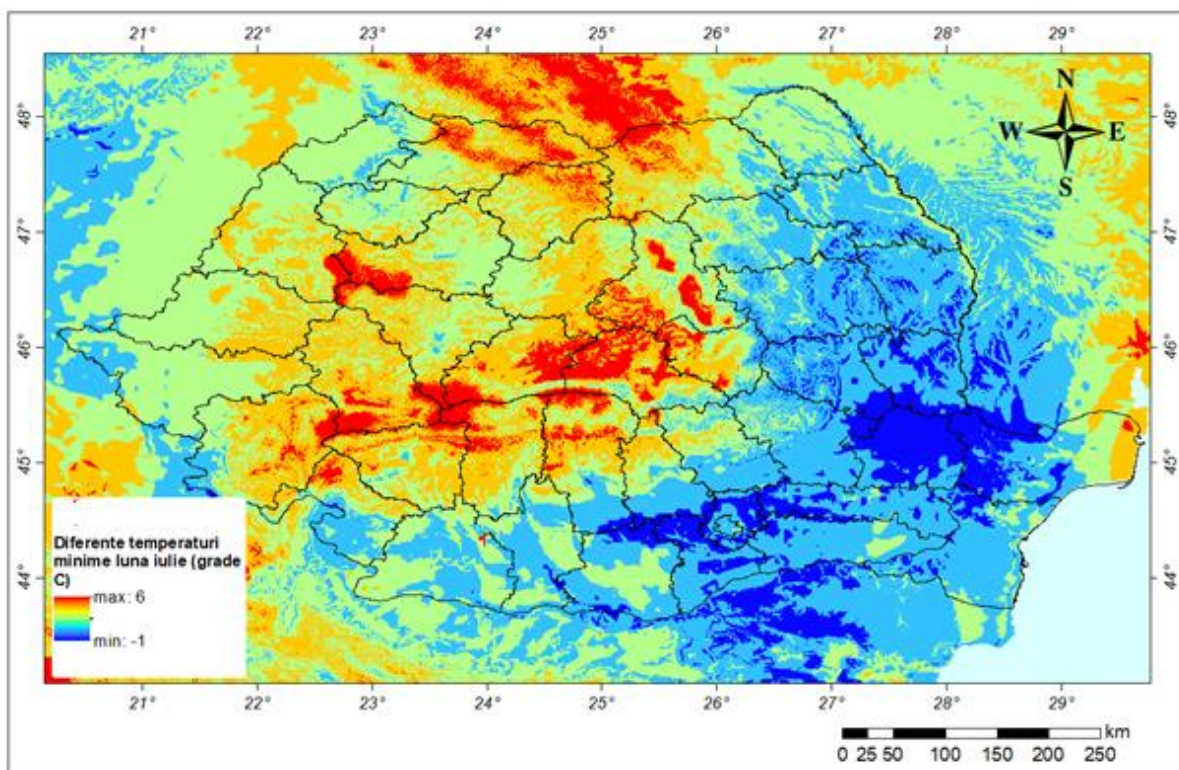 21° 22° 23° 24° 25° 26° 27° 28° 29°
N
W E
S
48° 48°
47° 47°
46° 46°
45° 45°
44° 44°
Diferente temperaturi
minime luna iulie (grade
C)
max: 6
min: -1
21° 22° 23° 24° 25° 26° 27° 28° 29°
km
0 25 50 100 150 200 250